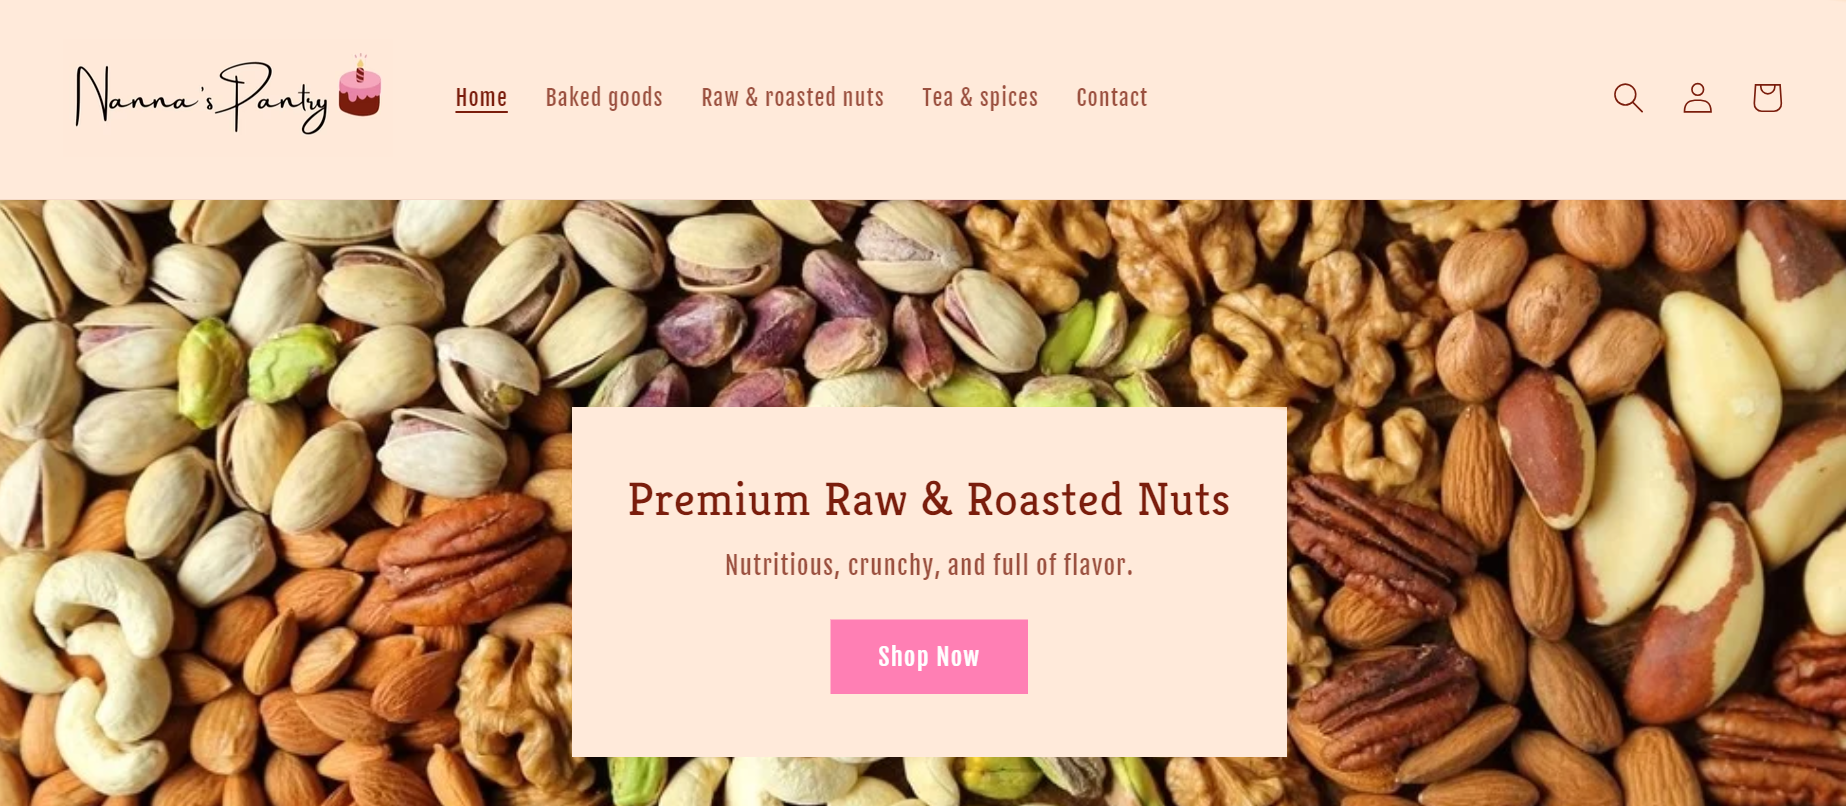 Nanna's Pantry
Home Baked goods Raw & roasted nuts Tea & spices Contact
Premium Raw & Roasted Nuts
Nutritious, crunchy, and full of flavor.
Shop Now